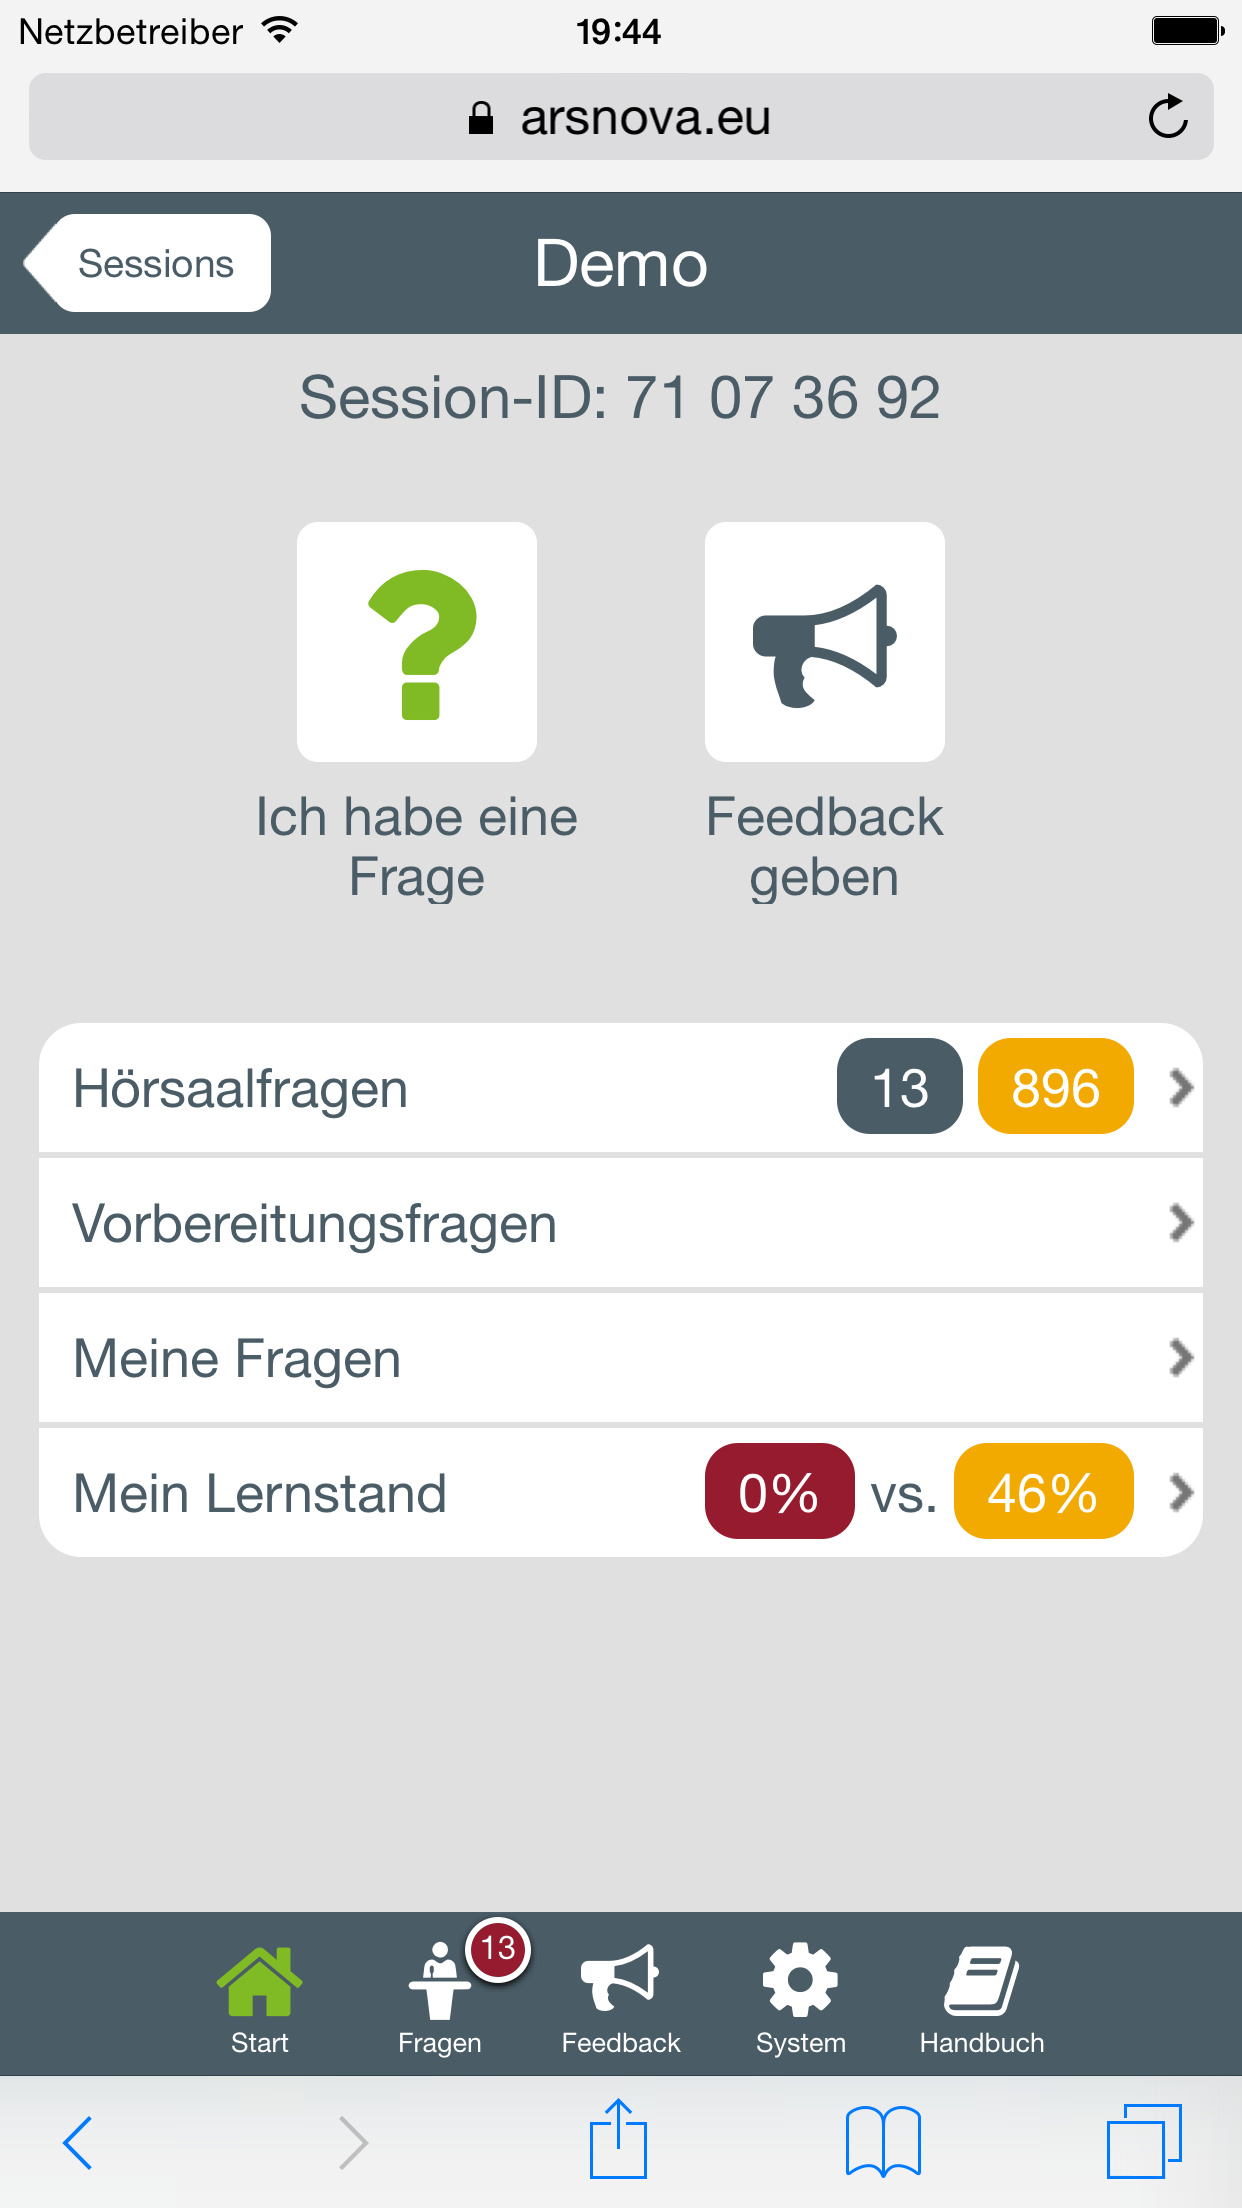 Netzbetreiber 19:44
arsnova.eu
Sessions Demo
Session-ID: 71 07 36 92
Ich habe eine
Frage
Feedback
geben
Hörsaalfragen 13 896
Vorbereitungsfragen
Meine Fragen
Mein Lernstand 0% vs. 46%
13
Start Fragen Feedback System Handbuch